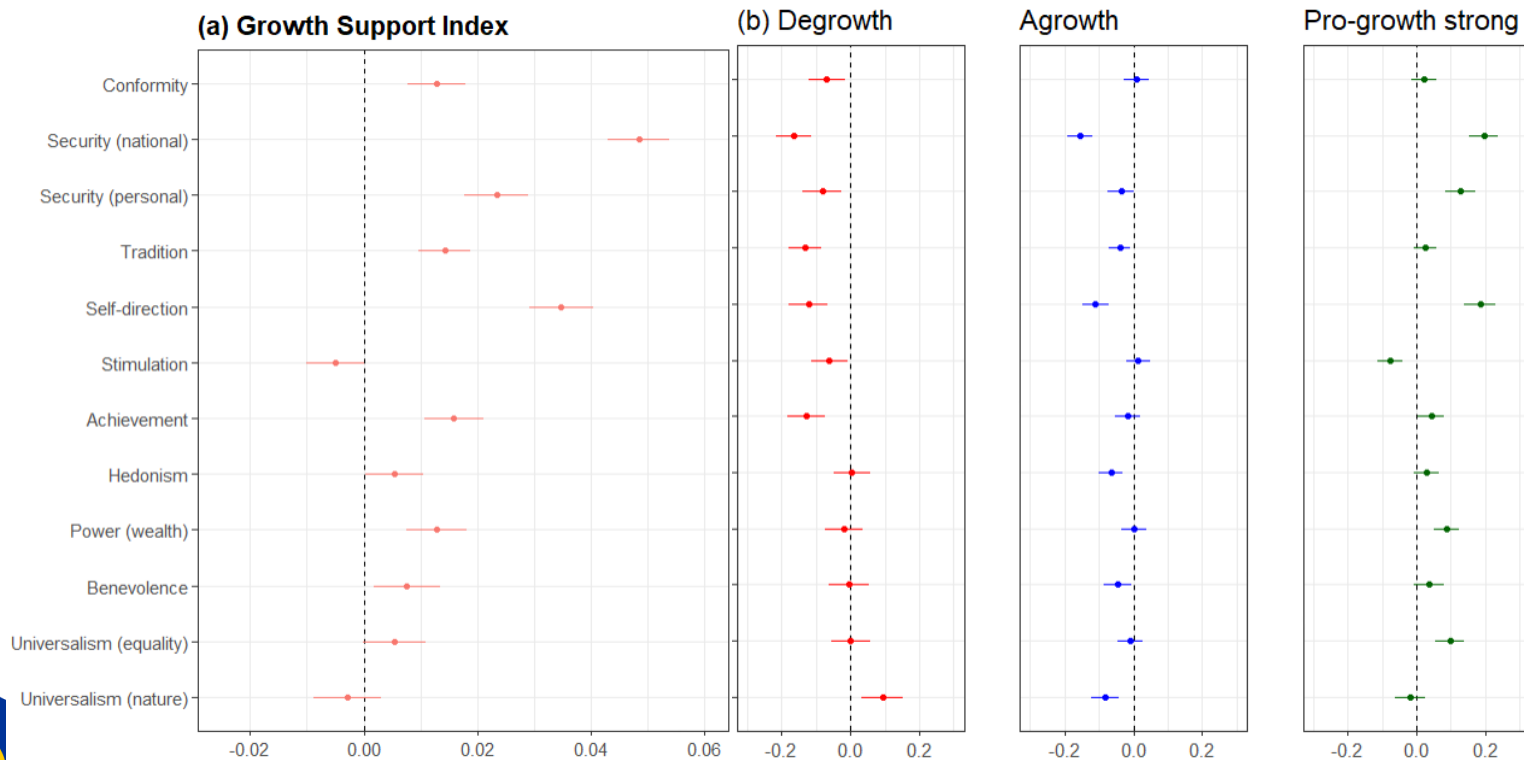 (a) Growth Support Index
(b) Degrowth
Agrowth
Pro-growth strong
Conformity
Security (national)
Security (personal)
Tradition
Self-direction
Stimulation
Achievement
Hedonism
Power (wealth)
Benevolence
Universalism (equality)
Universalism (nature)
-0.02 0.00 0.02 0.04 0.06
-0.2 0.0 0.2
-0.2 0.0 0.2
-0.2 0.0 0.2